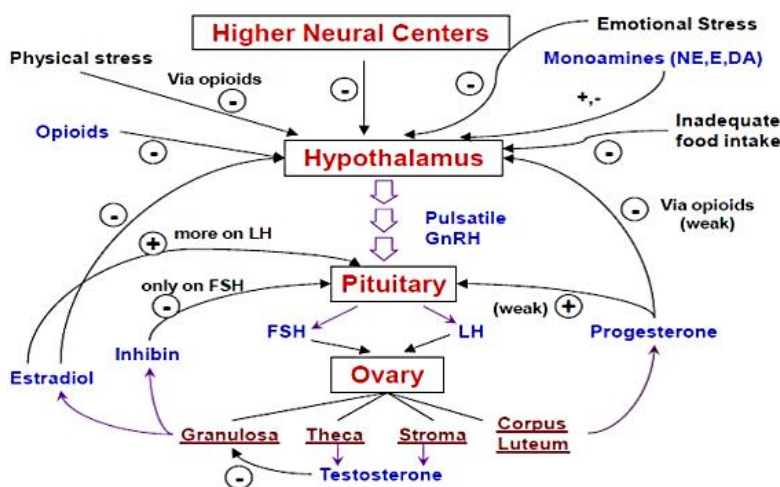 Higher Neural Centers
Emotional Stress
Monoamines (NE,E,DA)
Physical stress
Via opioids
-
-
-
+,-
Opioids
-
Hypothalamus
-
Inadequate
food intake
-
Pulsatile
GnRH
-
Via opioids
(weak)
+
more on LH
Pituitary
only on FSH
-
(weak)
+
FSH
LH
Progesterone
Estradiol
Inhibin
Ovary
Granulosa
Theca
Stroma
Corpus
Luteum
-
Testosterone